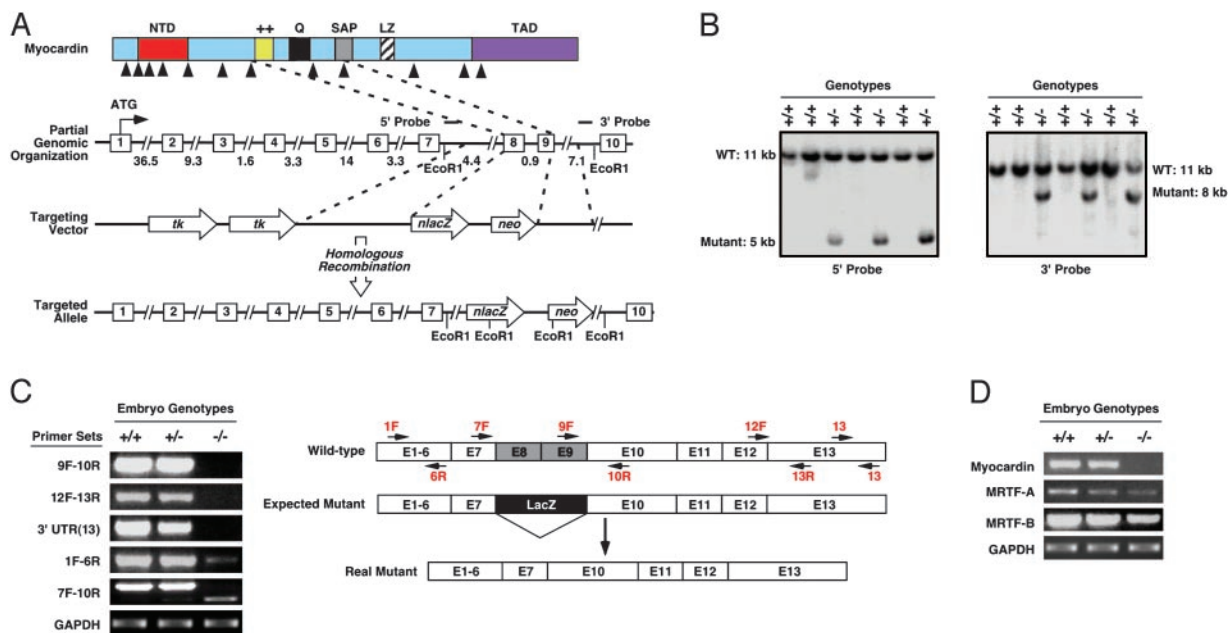 A
NTD ++ Q SAP LZ TAD
Myocardin
ATG
5' Probe 3' Probe
Partial Genomic Organization
1 2 3 4 5 6 7 8 9 10
36.5 9.3 1.6 3.3 14 3.3 4.4 0.9 7.1
EcoR1 EcoR1
Targeting Vector
tk tk nlacZ neo
Homologous Recombination
Targeted Allele
1 2 3 4 5 6 7 nlacZ neo 10
EcoR1 EcoR1 EcoR1 EcoR1
B
Genotypes
+/+ +/+ +/- +/+ +/- +/+ +/-
WT: 11 kb
Mutant: 5 kb
5' Probe
Genotypes
+/+ +/+ +/- +/+ +/- +/+ +/-
WT: 11 kb
Mutant: 8 kb
3' Probe
C
Embryo Genotypes
Primer Sets +/+ +/- -/-
9F-10R
12F-13R
3' UTR(13)
1F-6R
7F-10R
GAPDH
1F 7F 9F 12F 13
Wild-type E1-6 E7 E8 E9 E10 E11 E12 E13
6R 10R 13R 13
Expected Mutant E1-6 E7 LacZ E10 E11 E12 E13
Real Mutant E1-6 E7 E10 E11 E12 E13
D
Embryo Genotypes
+/+ +/- -/-
Myocardin
MRTF-A
MRTF-B
GAPDH